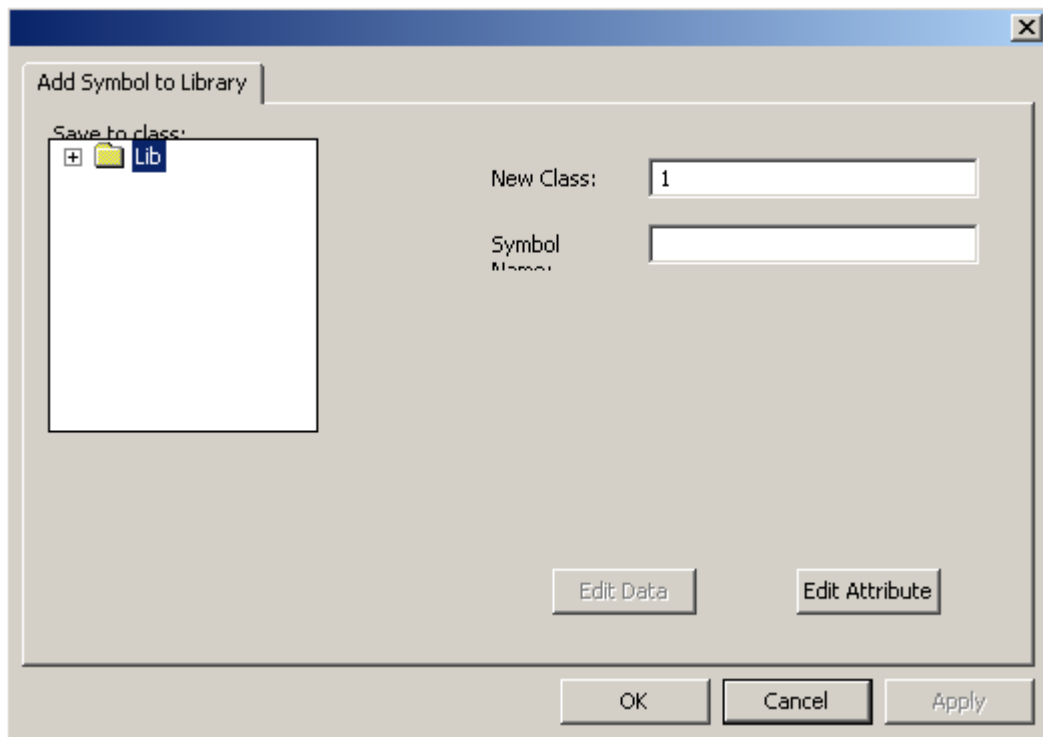 Add Symbol to Library
Save to class:
Lib
New Class:
1
Symbol
Name:
Edit Data
Edit Attribute
OK
Cancel
Apply